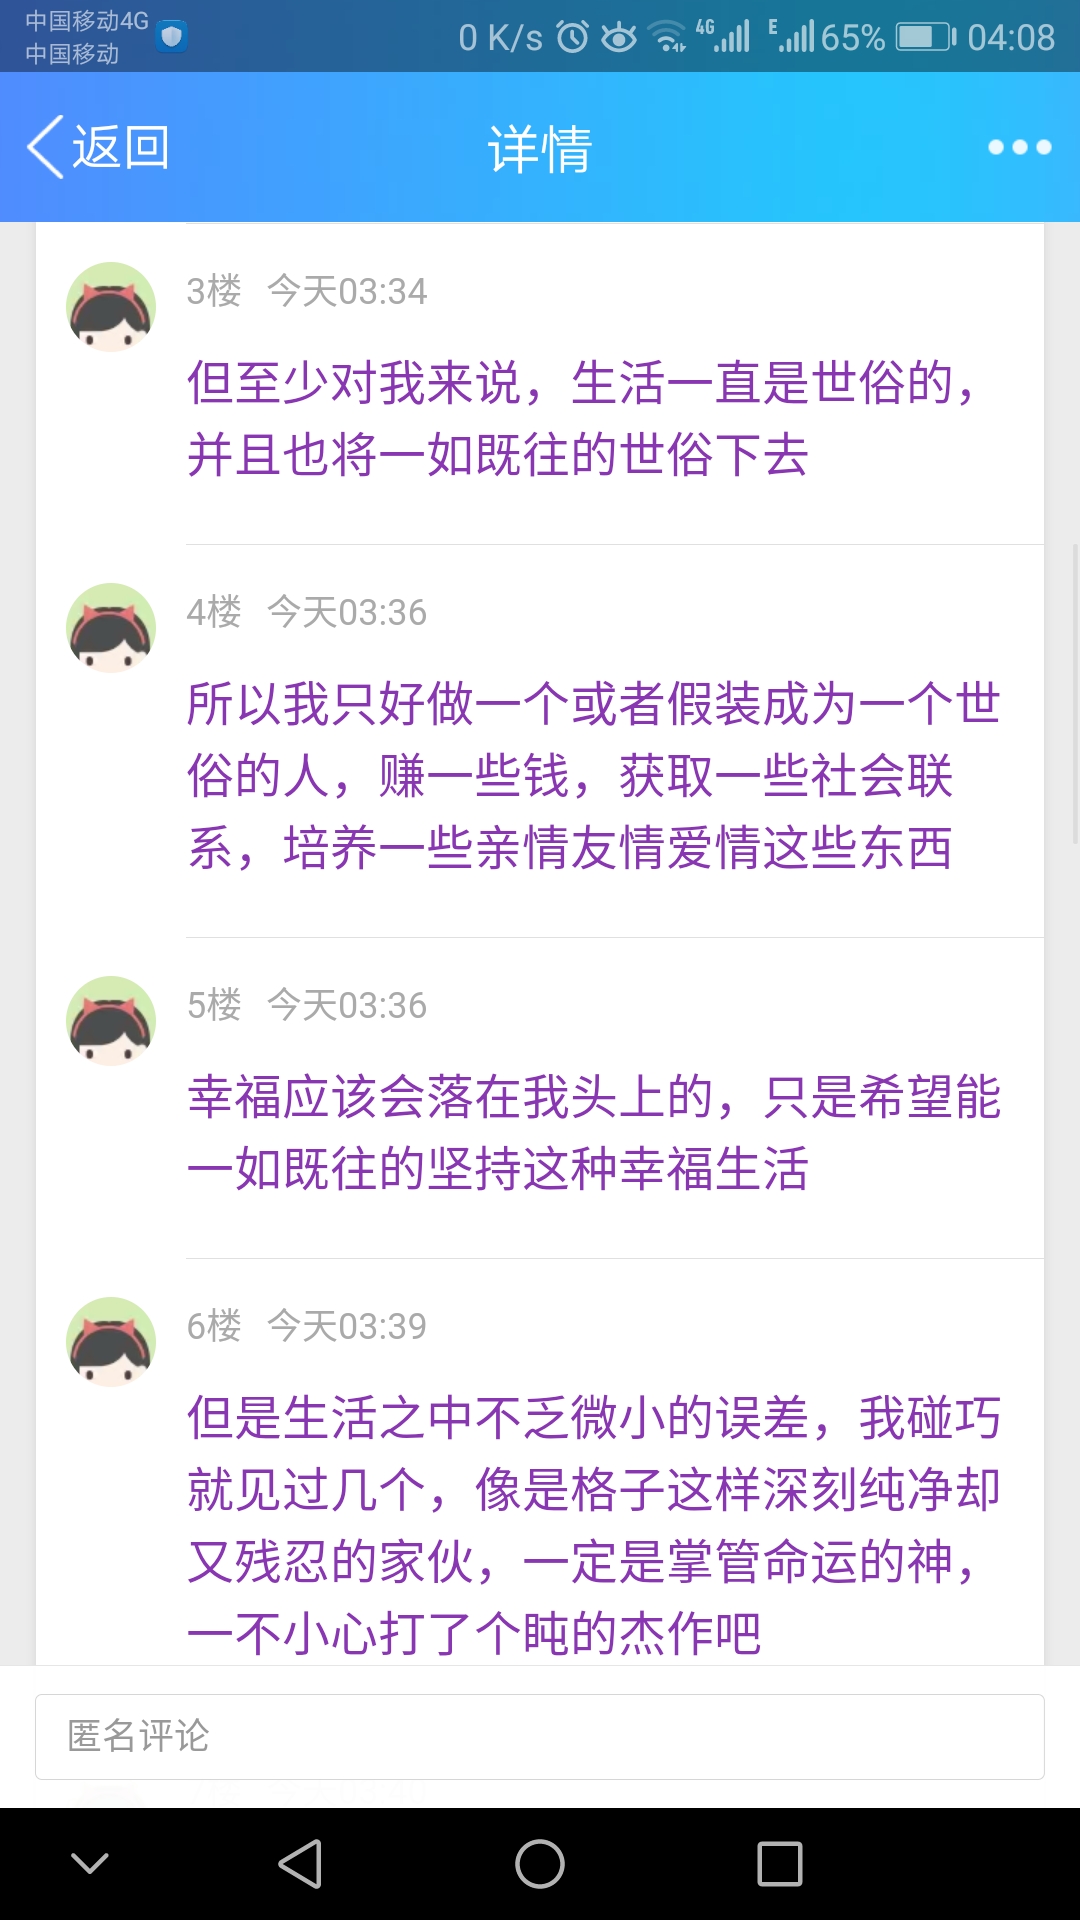 中国移动4G
中国移动
0 K/s 4G E 65% 04:08
返回 详情
3楼 今天03:34
但至少对我来说，生活一直是世俗的，
并且也将一如既往的世俗下去
4楼 今天03:36
所以我只好做一个或者假装成为一个世
俗的人，赚一些钱，获取一些社会联
系，培养一些亲情友情爱情这些东西
5楼 今天03:36
幸福应该会落在我头上的，只是希望能
一如既往的坚持这种幸福生活
6楼 今天03:39
但是生活之中不乏微小的误差，我碰巧
就见过几个，像是格子这样深刻纯净却
又残忍的家伙，一定是掌管命运的神，
一不小心打了个盹的杰作吧
匿名评论
7楼 今天03:40